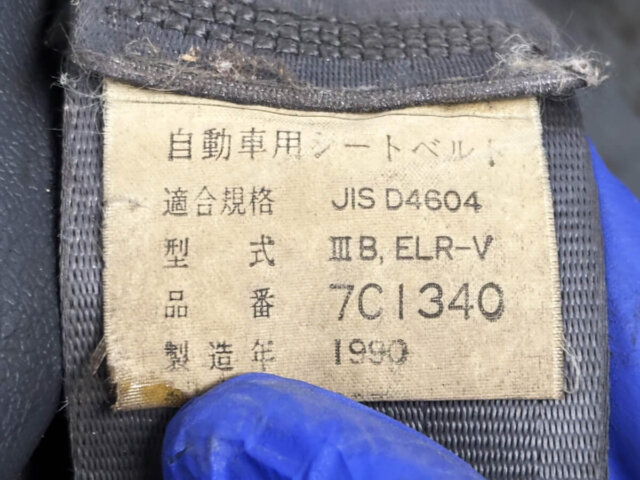 自動車用シートベルト
適合規格 JIS D4604
型式 ⅢB, ELR-V
品番 7C1340
製造年 1990